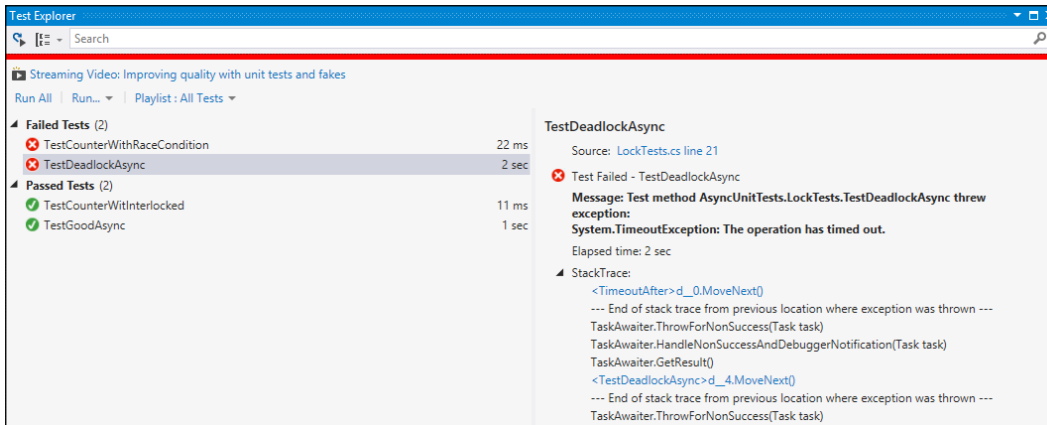 Test Explorer
Search
Streaming Video: Improving quality with unit tests and fakes
Run All | Run... | Playlist : All Tests
Failed Tests (2)
TestCounterWithRaceCondition 22 ms
TestDeadlockAsync 2 sec
Passed Tests (2)
TestCounterWitInterlocked 11 ms
TestGoodAsync 1 sec
TestDeadlockAsync
Source: LockTests.cs line 21
Test Failed - TestDeadlockAsync
Message: Test method AsyncUnitTests.LockTests.TestDeadlockAsync threw
exception:
System.TimeoutException: The operation has timed out.
Elapsed time: 2 sec
StackTrace:
<TimeoutAfter>d__0.MoveNext()
--- End of stack trace from previous location where exception was thrown ---
TaskAwaiter.ThrowForNonSuccess(Task task)
TaskAwaiter.HandleNonSuccessAndDebuggerNotification(Task task)
TaskAwaiter.GetResult()
<TestDeadlockAsync>d__4.MoveNext()
--- End of stack trace from previous location where exception was thrown ---
TaskAwaiter.ThrowForNonSuccess(Task task)